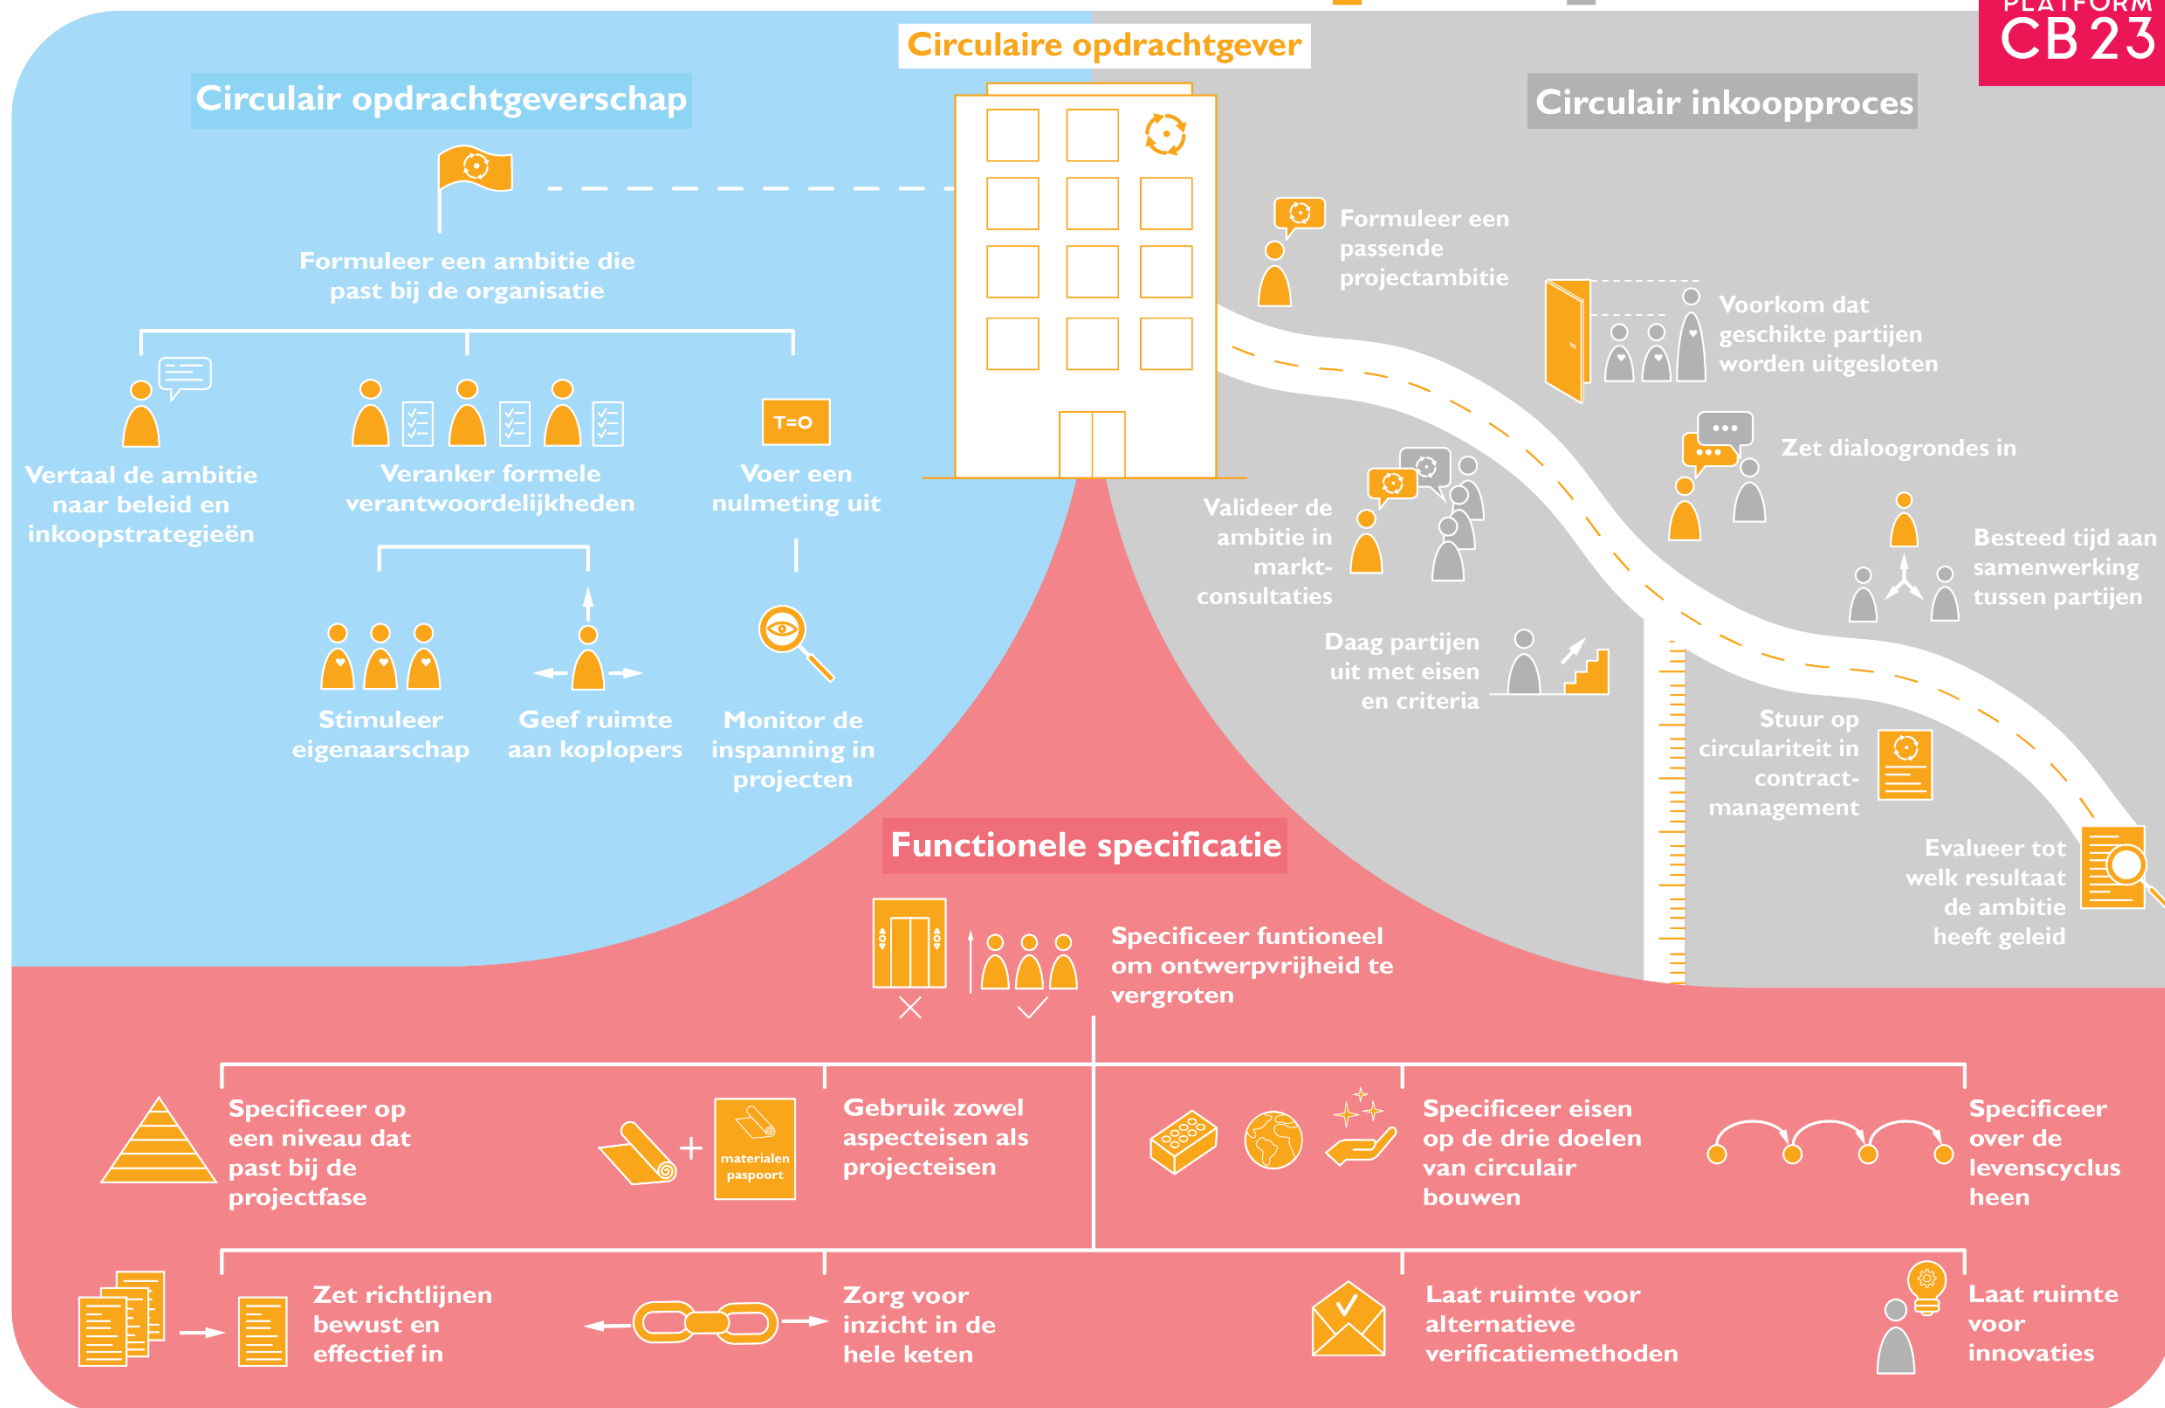 PLATFORM
CB'23
Circulaire opdrachtgever
Circulair opdrachtgeverschap
Formuleer een ambitie die
past bij de organisatie
Vertaal de ambitie
naar beleid en
inkoopstrategieën
Veranker formele
verantwoordelijkheden
T=0
Voer een
nulmeting uit
Stimuleer
eigenaarschap
Geef ruimte
aan koplopers
Monitor de
inspanning in
projecten
Circulair inkoopproces
Formuleer een
passende
projectambitie
Voorkom dat
geschikte partijen
worden uitgesloten
Zet dialoogrondes in
Valideer de
ambitie in
markt-
consultaties
Besteed tijd aan
samenwerking
tussen partijen
Daag partijen
uit met eisen
en criteria
Stuur op
circulariteit in
contract-
management
Evalueer tot
welk resultaat
de ambitie
heeft geleid
Functionele specificatie
Specificeer funtioneel
om ontwerpvrijheid te
vergroten
Specificeer op
een niveau dat
past bij de
projectfase
materialen
paspoort
Gebruik zowel
aspecteisen als
projecteisen
Specificeer eisen
op de drie doelen
van circulair
bouwen
Specificeer
over de
levenscyclus
heen
Zet richtlijnen
bewust en
effectief in
Zorg voor
inzicht in de
hele keten
Laat ruimte voor
alternatieve
verificatiemethoden
Laat ruimte
voor
innovaties